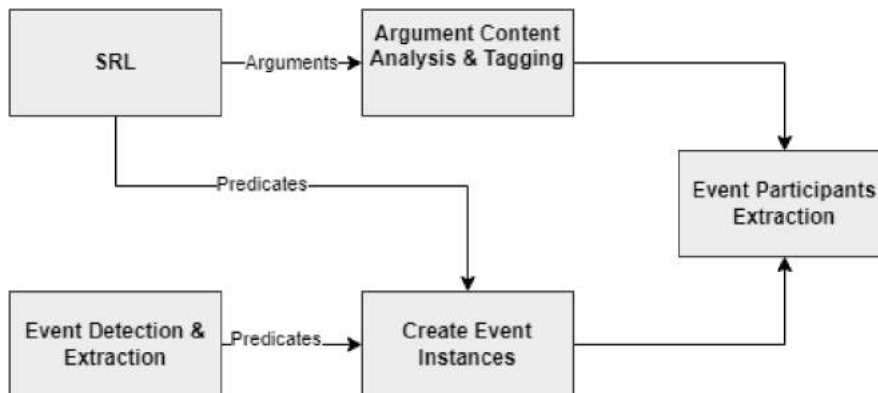 SRL
Arguments
Argument Content
Analysis & Tagging
Predicates
Event Participants
Extraction
Event Detection &
Extraction
Predicates
Create Event
Instances